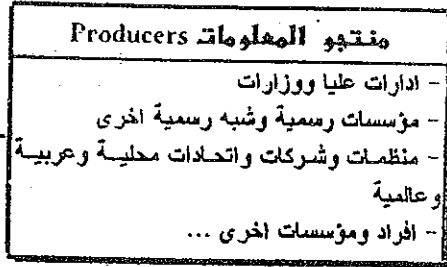 منتجو المعلومات Producers
- ادارات عليا ووزارات
- مؤسسات رسمية وشبه رسمية اخرى
- منظمات وشركات واتحادات محلية وعربية
وعالمية
- افراد ومؤسسات اخرى ...